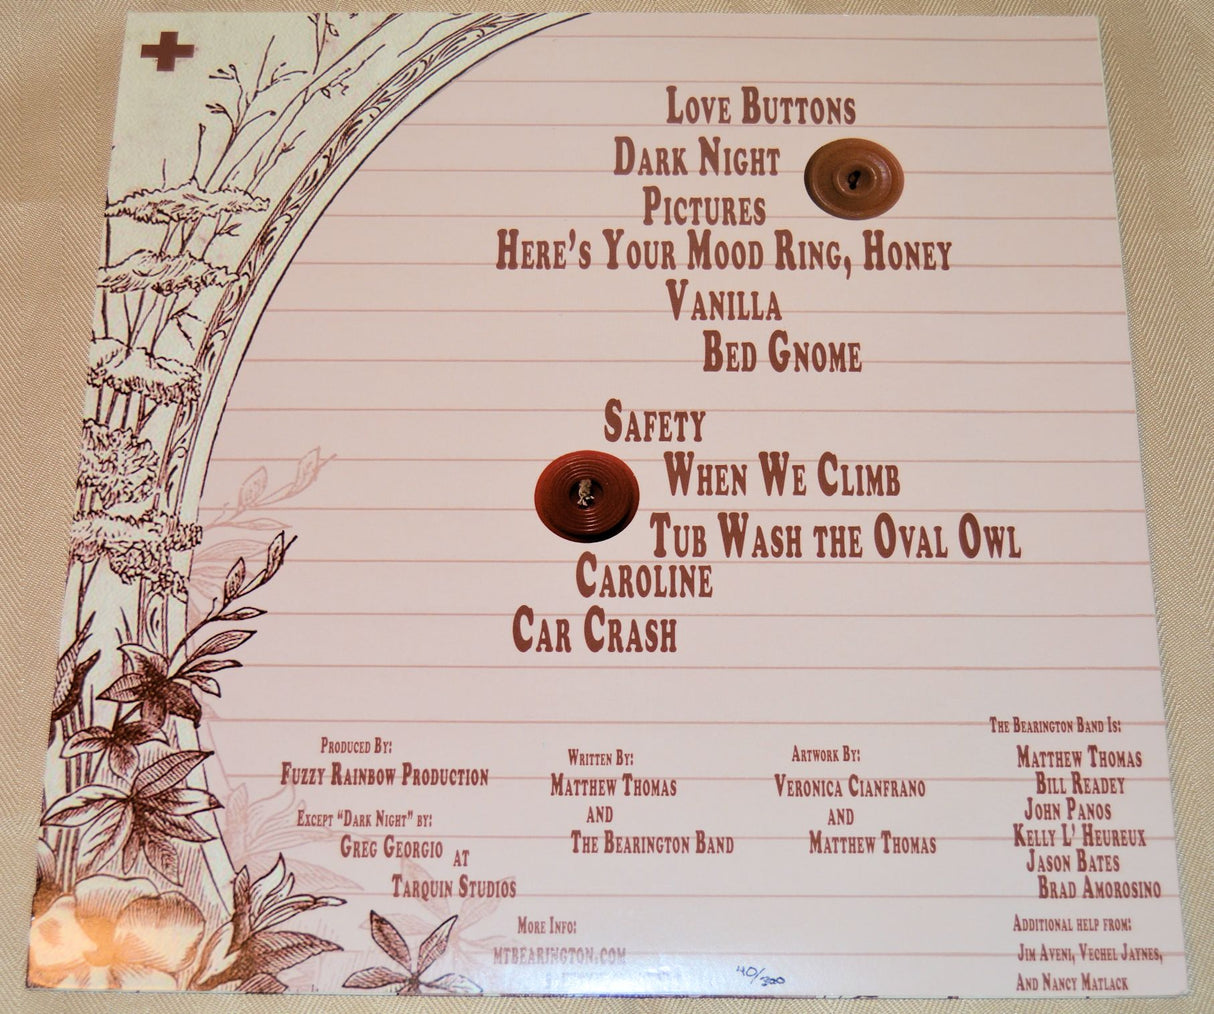 Love Buttons
Dark Night
Pictures
Here's Your Mood Ring, Honey
Vanilla
Bed Gnome
Safety
When We Climb
Tub Wash the Oval Owl
Caroline
Car Crash
Produced By:
Fuzzy Rainbow Production
Except "Dark Night" by:
Greg Georgio at
Tarquin Studios
Written By:
Matthew Thomas
and
The Bearington Band
Artwork By:
Veronica Cianfrano
and
Matthew Thomas
The Bearington Band Is:
Matthew Thomas
Bill Readey
John Panos
Kelly L' Heureux
Jason Bates
Brad Amorosino
Additional help from:
Jim Aveni, Vechel Jaynes,
and Nancy Matlack
More Info:
mtbearington.com
40/300